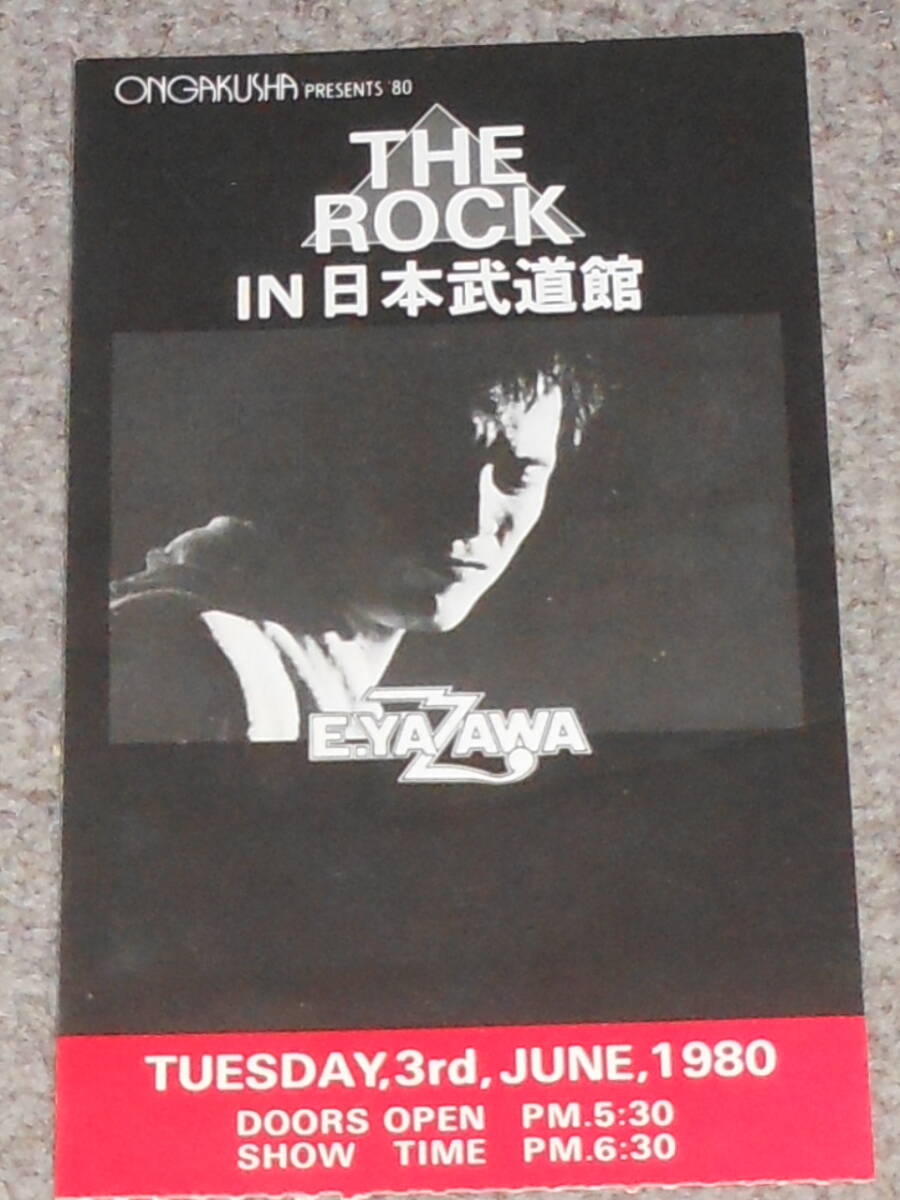 ONGAKUSHA PRESENTS '80
THE
ROCK
IN 日本武道館
E.YAZAWA
TUESDAY,3rd,JUNE,1980
DOORS OPEN PM.5:30
SHOW TIME PM.6:30